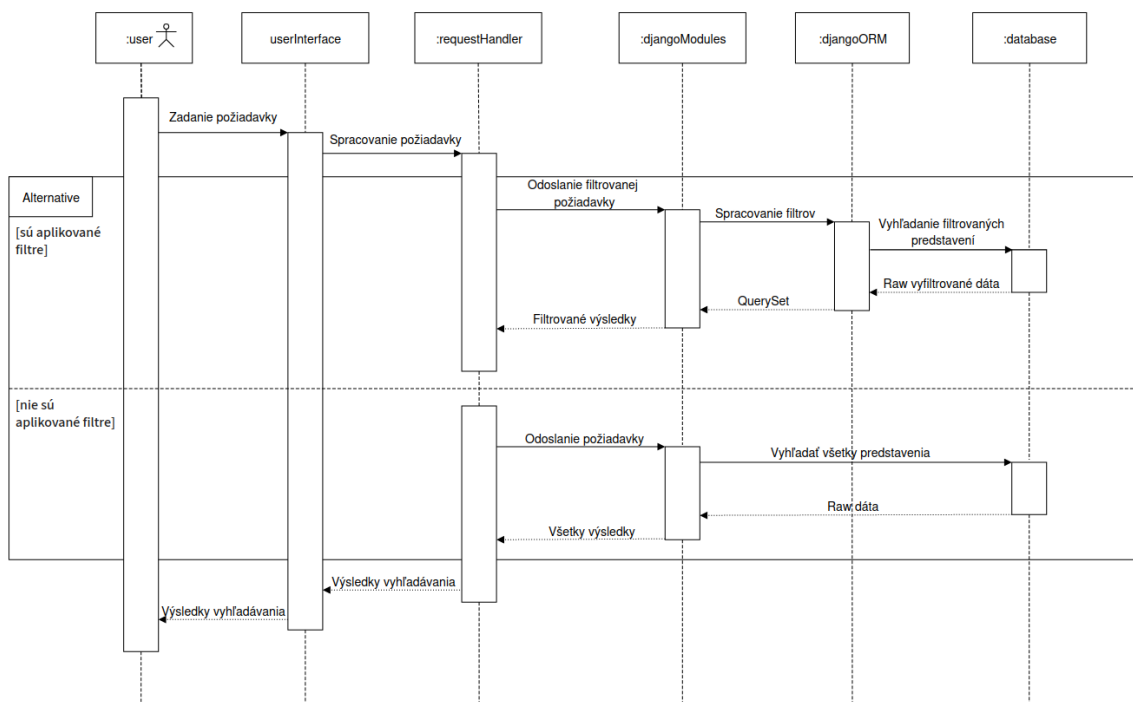 :user
userInterface
:requestHandler
:djangoModules
:djangoORM
:database
Zadanie požiadavky
Spracovanie požiadavky
Alternative
[sú aplikované
filtre]
Odoslanie filtrovanej
požiadavky
Spracovanie filtrov
Vyhľadanie filtrovaných
predstavení
Raw vyfiltrované dáta
QuerySet
Filtrované výsledky
[nie sú
aplikované filtre]
Odoslanie požiadavky
Vyhľadať všetky predstavenia
Raw dáta
Všetky výsledky
Výsledky vyhľadávania
Výsledky vyhľadávania